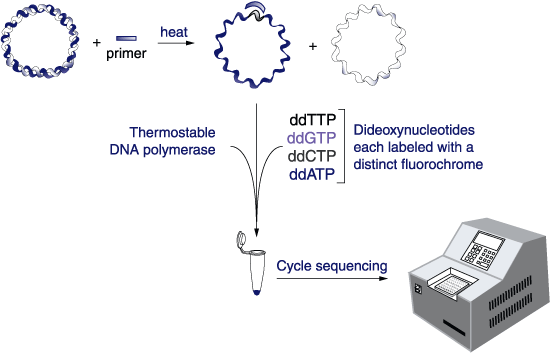 +
primer
heat
+
Thermostable
DNA polymerase
ddTTP
ddGTP
ddCTP
ddATP
Dideoxynucleotides
each labeled with a
distinct fluorochrome
Cycle sequencing